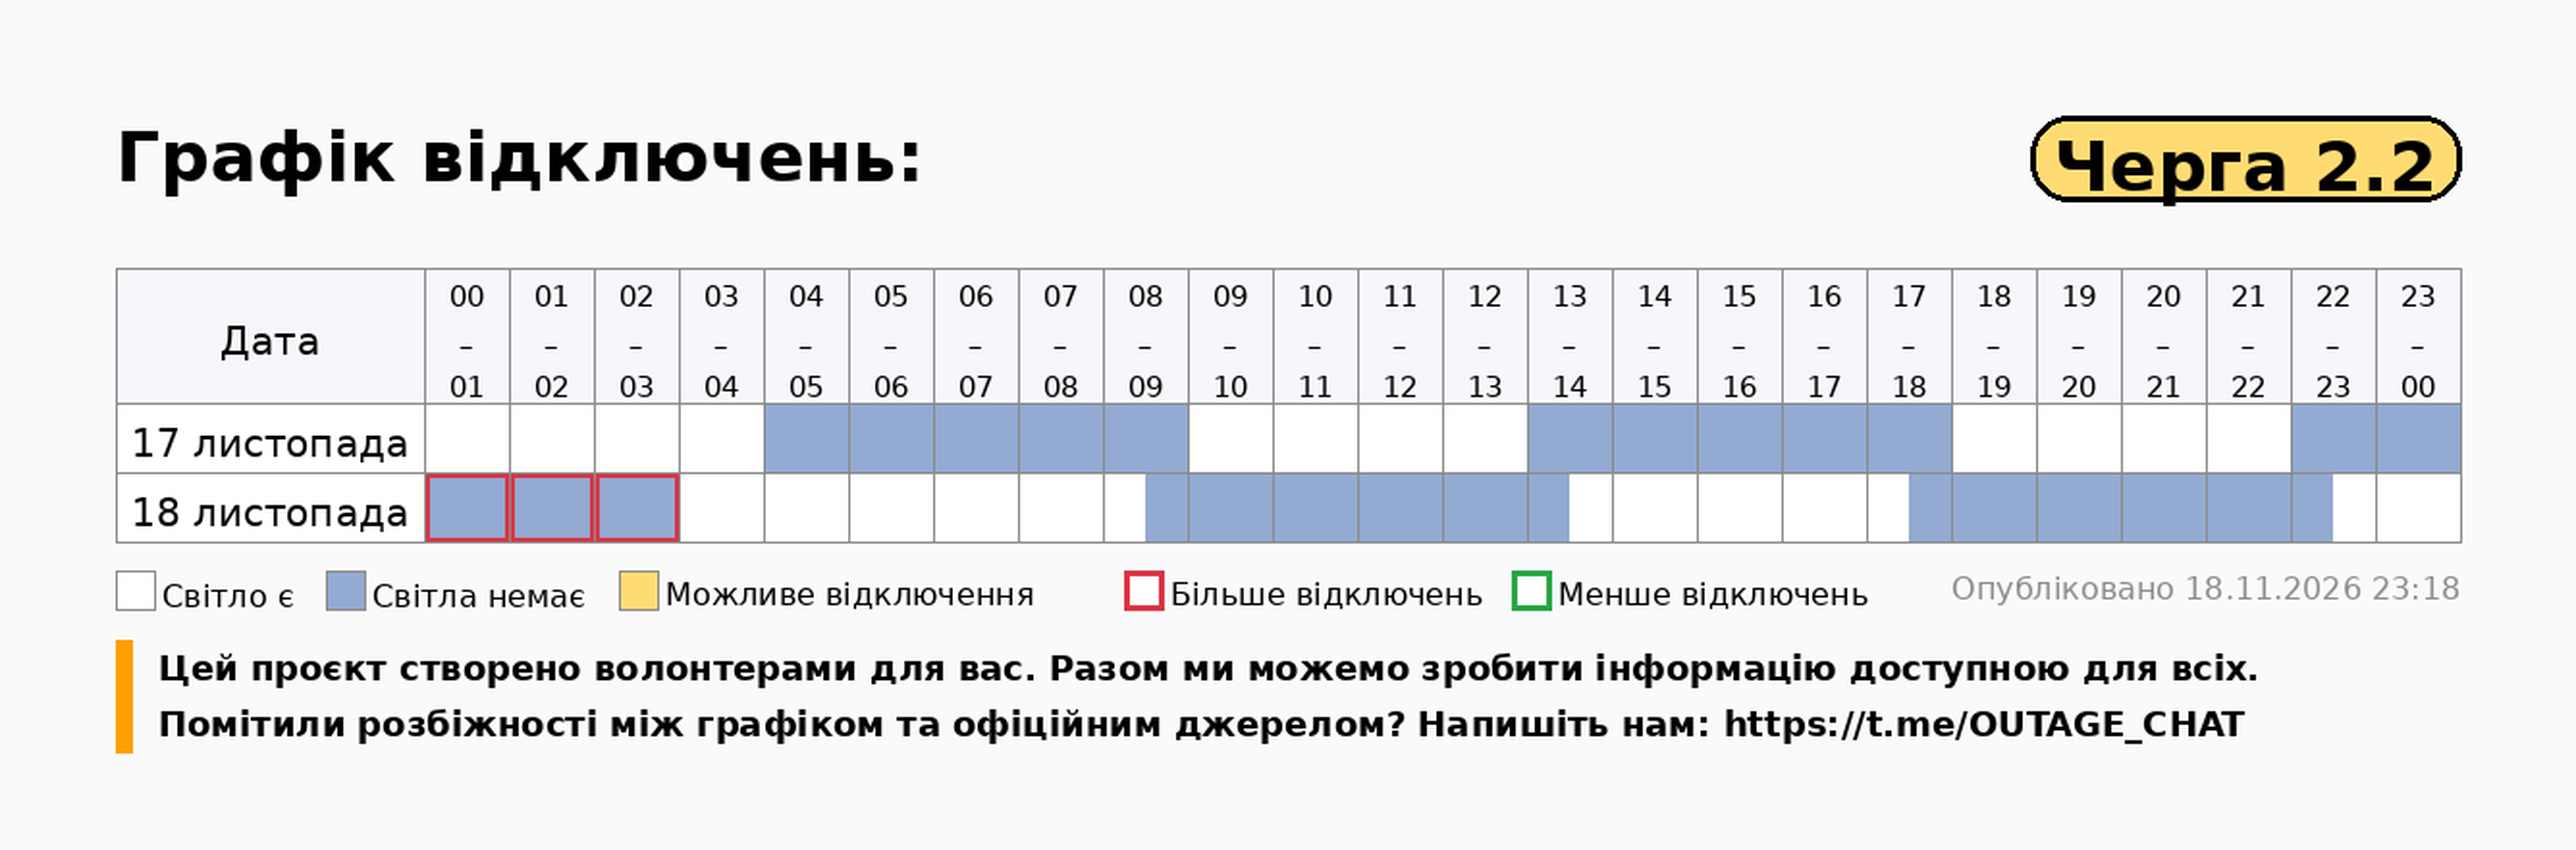 Графік відключень:
Черга 2.2
Дата
00 – 01
01 – 02
02 – 03
03 – 04
04 – 05
05 – 06
06 – 07
07 – 08
08 – 09
09 – 10
10 – 11
11 – 12
12 – 13
13 – 14
14 – 15
15 – 16
16 – 17
17 – 18
18 – 19
19 – 20
20 – 21
21 – 22
22 – 23
23 – 00
17 листопада
18 листопада
Світло є
Світла немає
Можливе відключення
Більше відключень
Менше відключень
Опубліковано 18.11.2026 23:18
Цей проєкт створено волонтерами для вас. Разом ми можемо зробити інформацію доступною для всіх.
Помітили розбіжності між графіком та офіційним джерелом? Напишіть нам: https://t.me/OUTAGE_CHAT